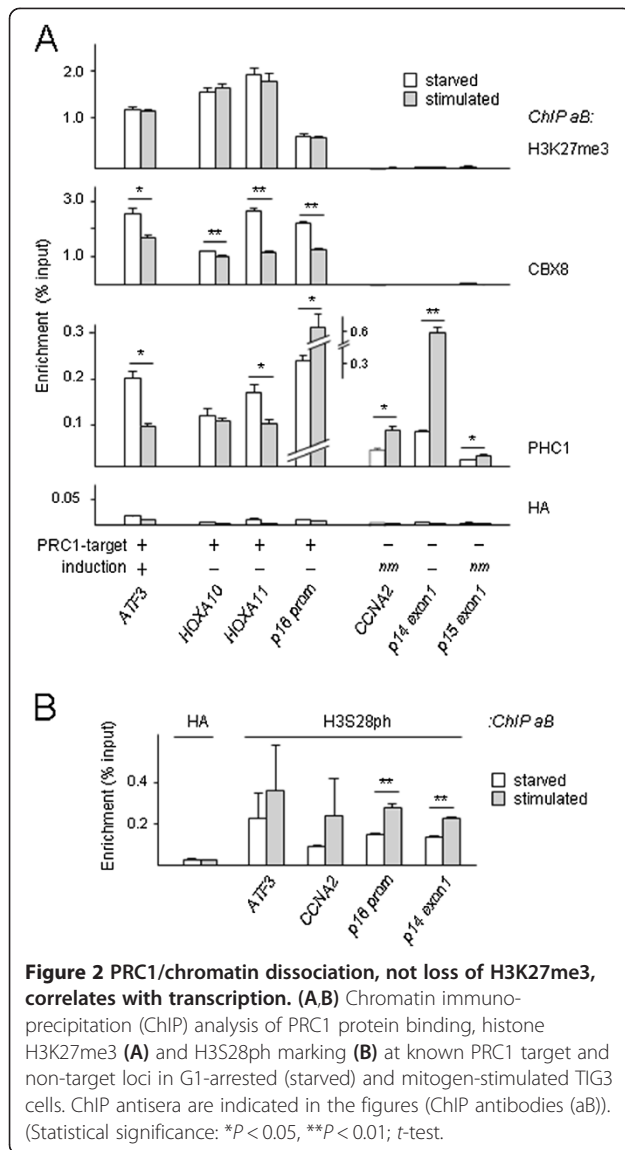 A
2.0
1.0
starved
stimulated
ChIP aB:
H3K27me3
* ** ** **
3.0
1.0
CBX8
Enrichment (% input)
* * * * ** *
0.3
0.2
0.1
0.6
0.3
PHC1
0.05
HA
PRC1-target + + + + – – –
induction + – – – nm – nm
ATF3 HOXA10 HOXA11 p16 prom CCNA2 p14 exon1 p15 exon1
B
HA H3S28ph :ChIP aB
Enrichment (% input)
0.4
0.2
** **
starved
stimulated
ATF3 CCNA2 p16 prom p14 exon1
Figure 2 PRC1/chromatin dissociation, not loss of H3K27me3,
correlates with transcription. (A,B) Chromatin immuno-
precipitation (ChIP) analysis of PRC1 protein binding, histone
H3K27me3 (A) and H3S28ph marking (B) at known PRC1 target and
non-target loci in G1-arrested (starved) and mitogen-stimulated TIG3
cells. ChIP antisera are indicated in the figures (ChIP antibodies (aB)).
(Statistical significance: *P < 0.05, **P < 0.01; t-test.